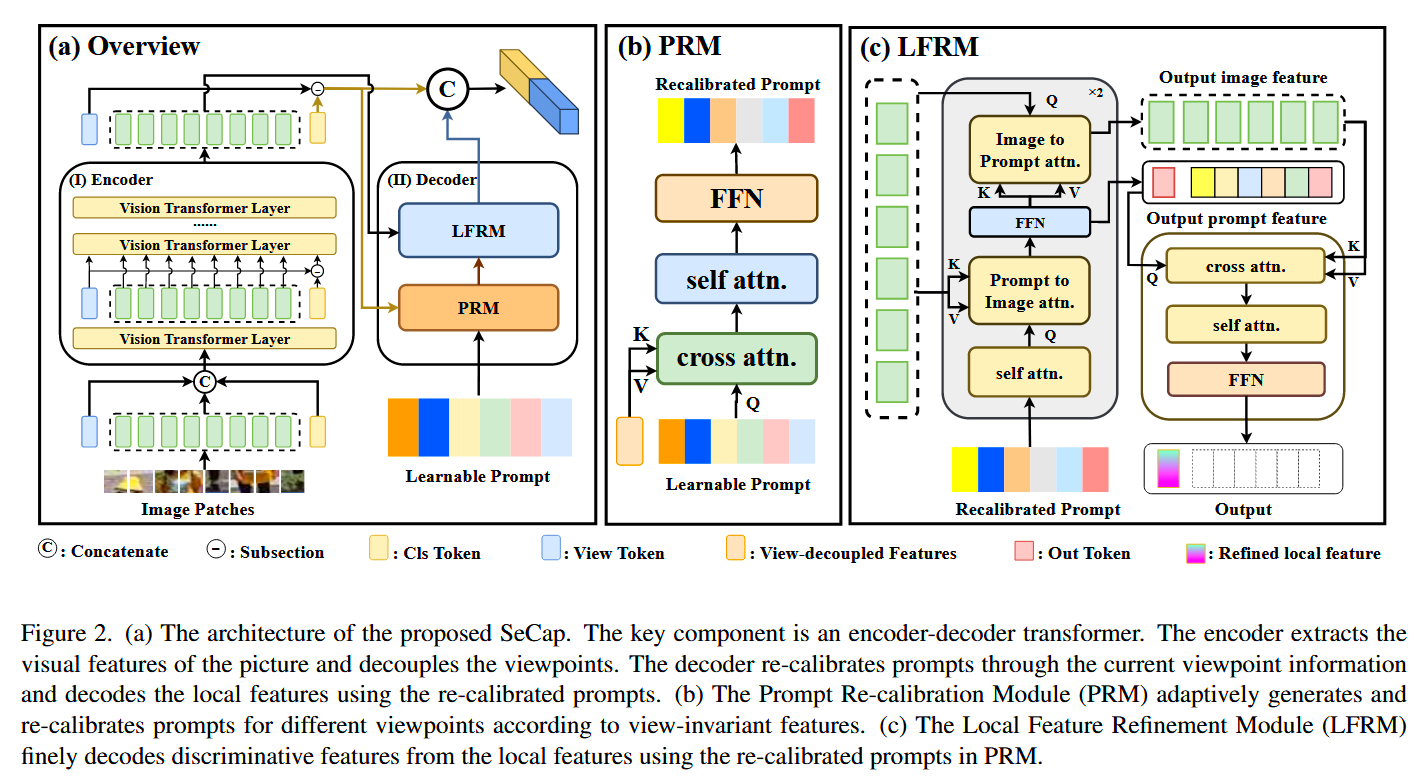 (a) Overview
C
-
(I) Encoder
Vision Transformer Layer
......
Vision Transformer Layer
-
Vision Transformer Layer
C
Image Patches
(II) Decoder
LFRM
PRM
Learnable Prompt
(b) PRM
Recalibrated Prompt
FFN
self attn.
K
cross attn.
V
Q
Learnable Prompt
(c) LFRM
×2
Q
Image to
Prompt attn.
K
V
FFN
K
Prompt to
Image attn.
V
Q
self attn.
Recalibrated Prompt
Output image feature
Output prompt feature
K
cross attn.
Q
V
self attn.
FFN
Output
C : Concatenate
- : Subsection
: Cls Token
: View Token
: View-decoupled Features
: Out Token
: Refined local feature
Figure 2. (a) The architecture of the proposed SeCap. The key component is an encoder-decoder transformer. The encoder extracts the
visual features of the picture and decouples the viewpoints. The decoder re-calibrates prompts through the current viewpoint information
and decodes the local features using the re-calibrated prompts. (b) The Prompt Re-calibration Module (PRM) adaptively generates and
re-calibrates prompts for different viewpoints according to view-invariant features. (c) The Local Feature Refinement Module (LFRM)
finely decodes discriminative features from the local features using the re-calibrated prompts in PRM.